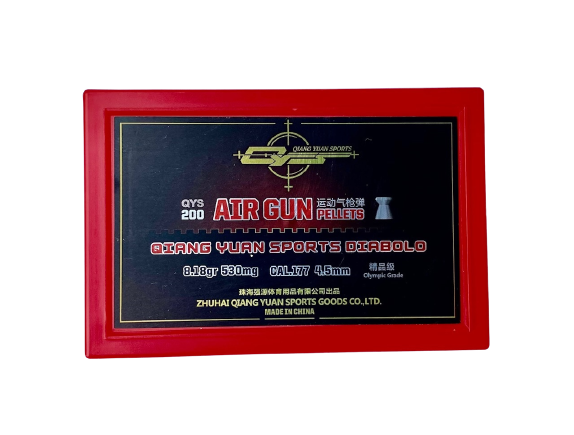 QIANG YUAN SPORTS
QYS 200 AIR GUN 运动气枪弹 PELLETS
QIANG YUAN SPORTS DIABOLO
8.18gr 530mg CAL.177 4.5mm 精品级 Olympic Grade
珠海强源体育用品有限公司出品
ZHUHAI QIANG YUAN SPORTS GOODS CO.,LTD.
MADE IN CHINA